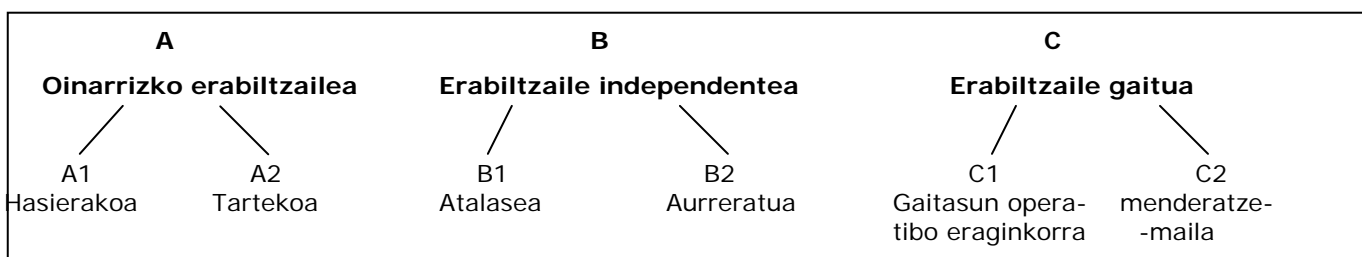 A B C
Oinarrizko erabiltzailea Erabiltzaile independentea Erabiltzaile gaitua
A1 A2 B1 B2 C1 C2
Hasierakoa Tartekoa Atalasea Aurreratua Gaitasun opera- menderatze-
tibo eraginkorra -maila